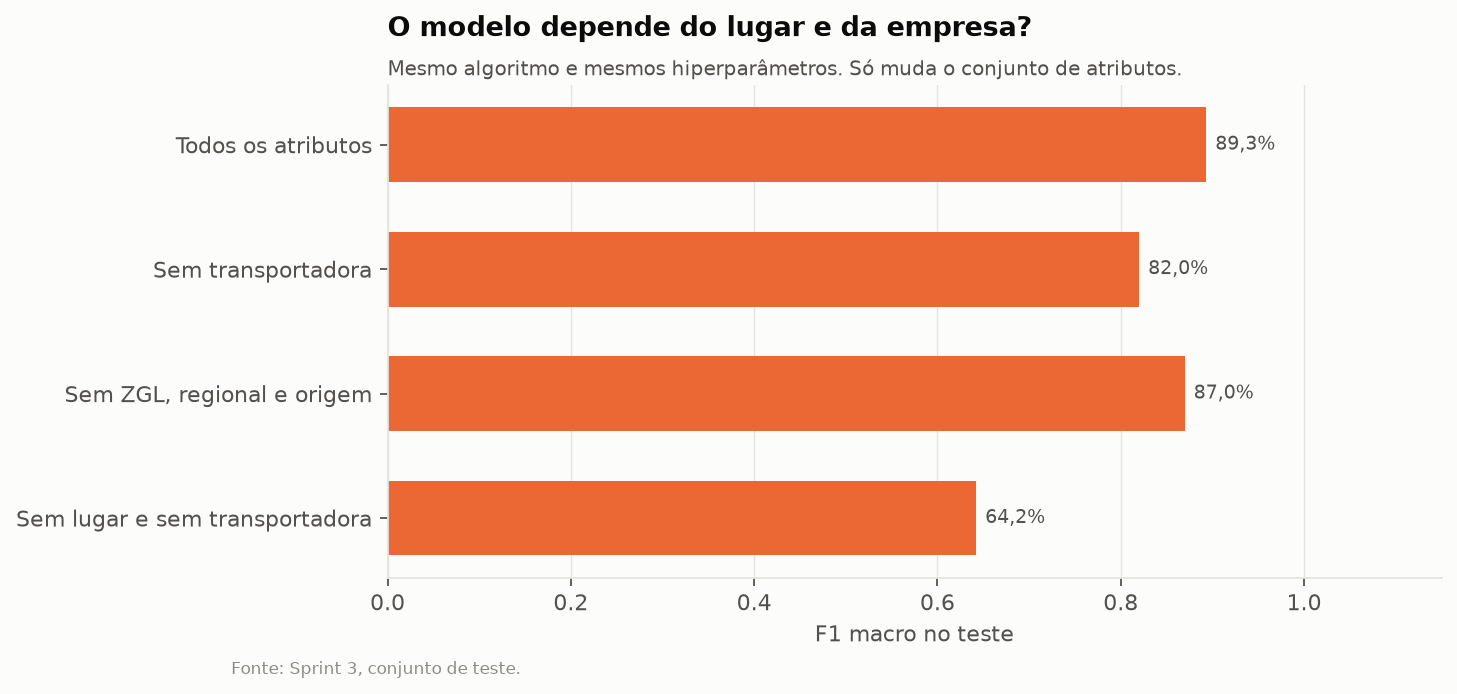 O modelo depende do lugar e da empresa?
Mesmo algoritmo e mesmos hiperparâmetros. Só muda o conjunto de atributos.
Todos os atributos
89,3%
Sem transportadora
82,0%
Sem ZGL, regional e origem
87,0%
Sem lugar e sem transportadora
64,2%
0.0 0.2 0.4 0.6 0.8 1.0
F1 macro no teste
Fonte: Sprint 3, conjunto de teste.